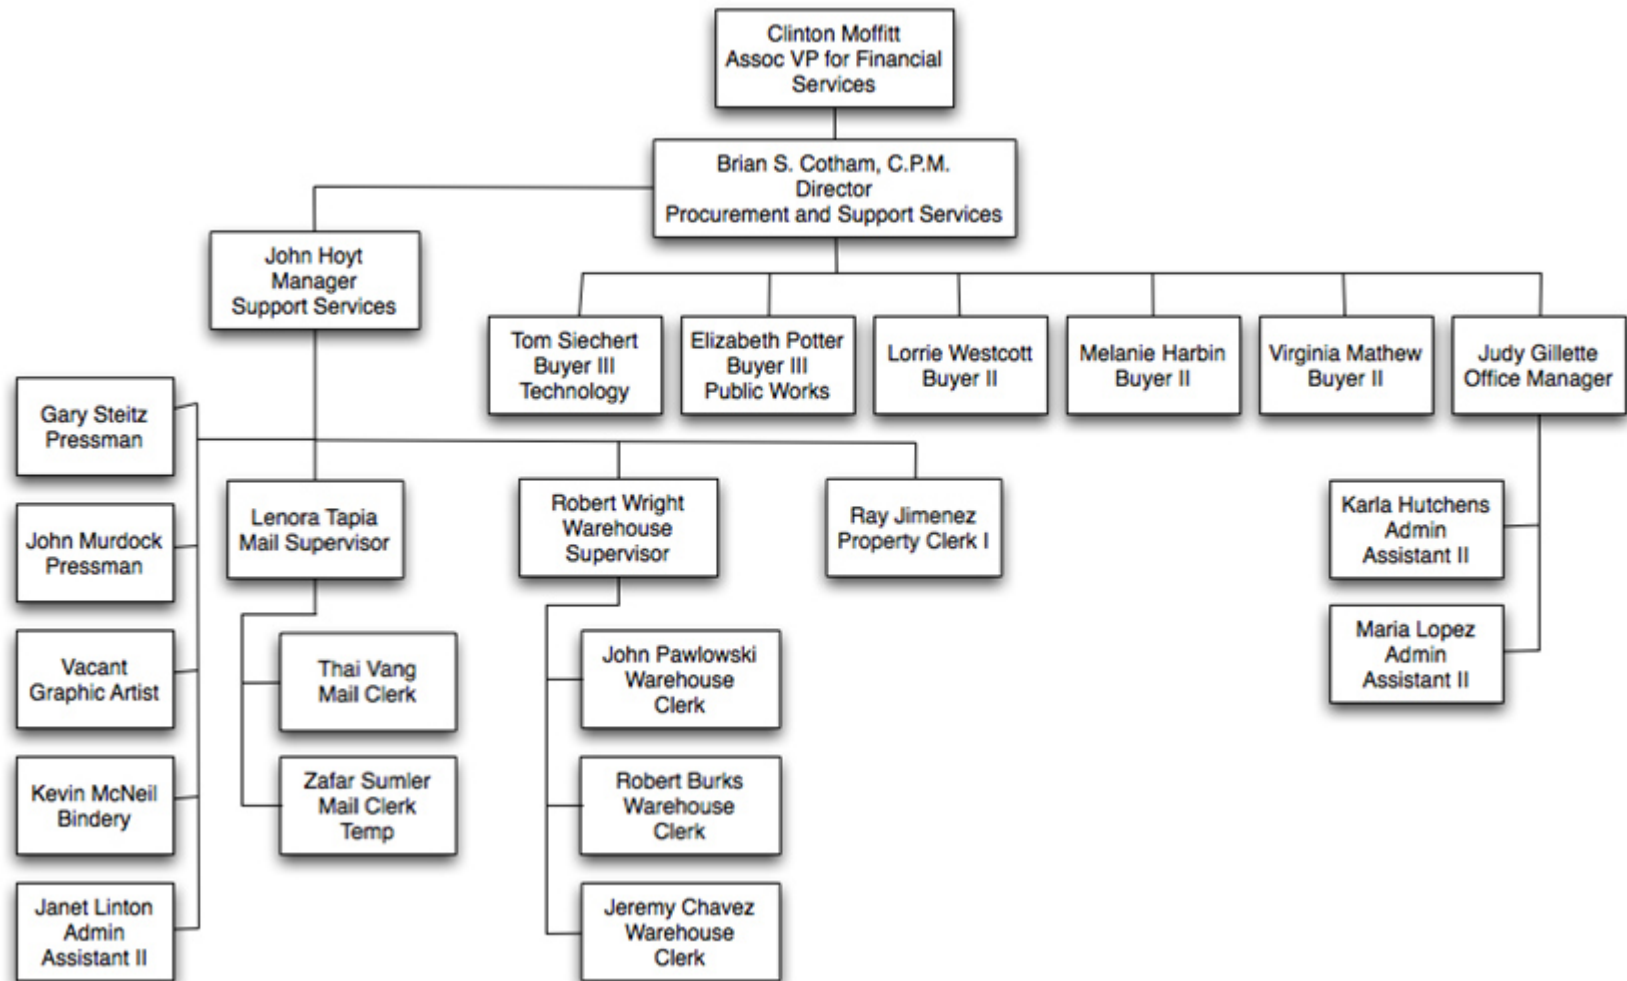 Clinton Moffitt
Assoc VP for Financial
Services
Brian S. Cotham, C.P.M.
Director
Procurement and Support Services
John Hoyt
Manager
Support Services
Tom Siechert
Buyer III
Technology
Elizabeth Potter
Buyer III
Public Works
Lorrie Westcott
Buyer II
Melanie Harbin
Buyer II
Virginia Mathew
Buyer II
Judy Gillette
Office Manager
Gary Steitz
Pressman
John Murdock
Pressman
Vacant
Graphic Artist
Kevin McNeil
Bindery
Janet Linton
Admin
Assistant II
Lenora Tapia
Mail Supervisor
Thai Vang
Mail Clerk
Zafar Sumler
Mail Clerk
Temp
Robert Wright
Warehouse
Supervisor
John Pawlowski
Warehouse
Clerk
Robert Burks
Warehouse
Clerk
Jeremy Chavez
Warehouse
Clerk
Ray Jimenez
Property Clerk I
Karla Hutchens
Admin
Assistant II
Maria Lopez
Admin
Assistant II